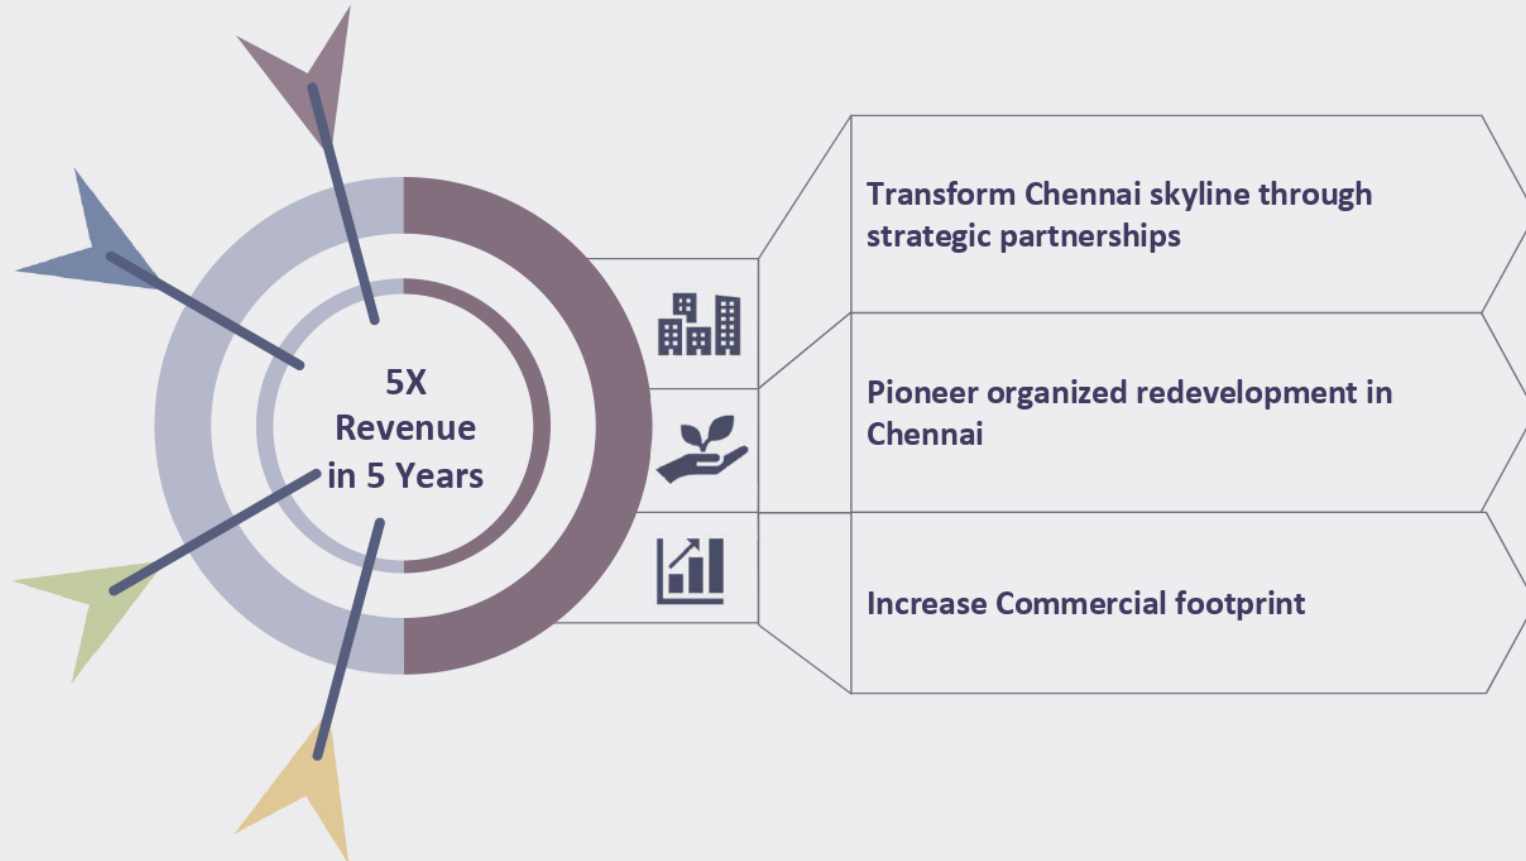 5X
Revenue
in 5 Years
Transform Chennai skyline through
strategic partnerships
Pioneer organized redevelopment in
Chennai
Increase Commercial footprint